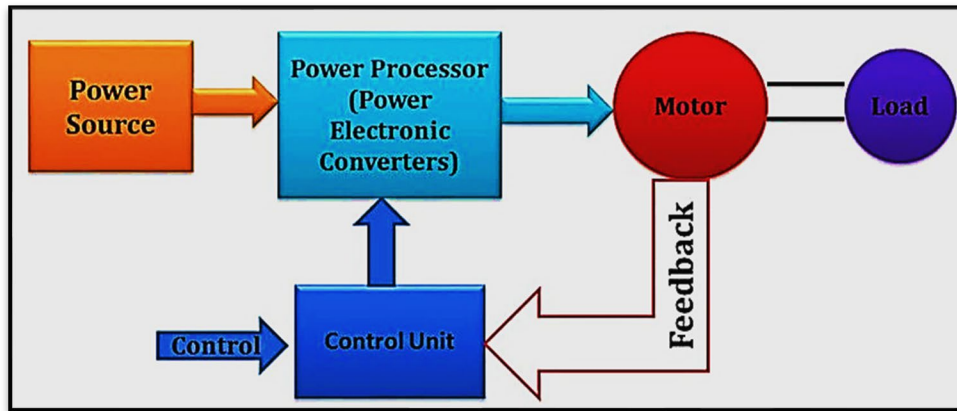 Power
Source
Power Processor
(Power
Electronic
Converters)
Motor
Load
Feedback
Control
Control Unit